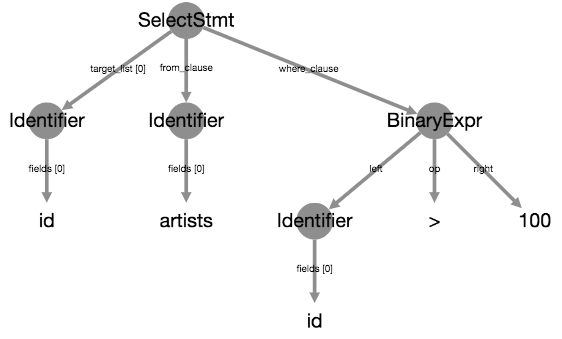 SelectStmt
target_list [0]
from_clause
where_clause
Identifier
Identifier
BinaryExpr
fields [0]
fields [0]
left
op
right
id
artists
Identifier
>
100
fields [0]
id